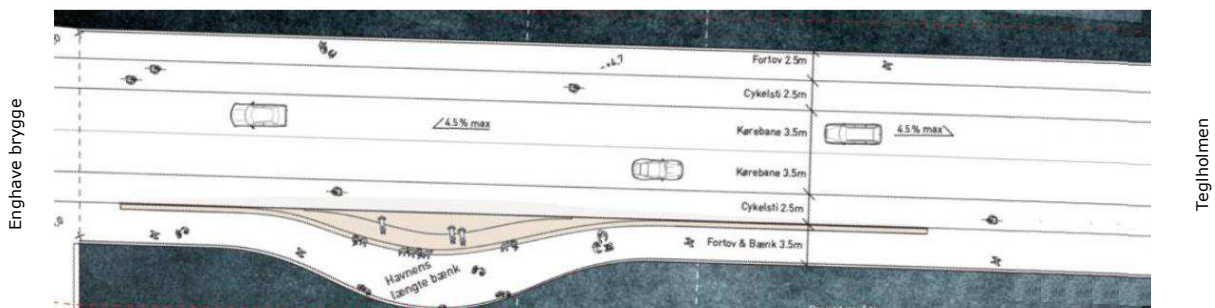 Enghave brygge
Fortov 2.5m
Cykelsti 2.5m
Kørebane 3.5m
4.5% max
4.5% max
Kørebane 3.5m
Cykelsti 2.5m
Fortov & Bænk 3.5m
Havnens
længte bænk
Teglholmen